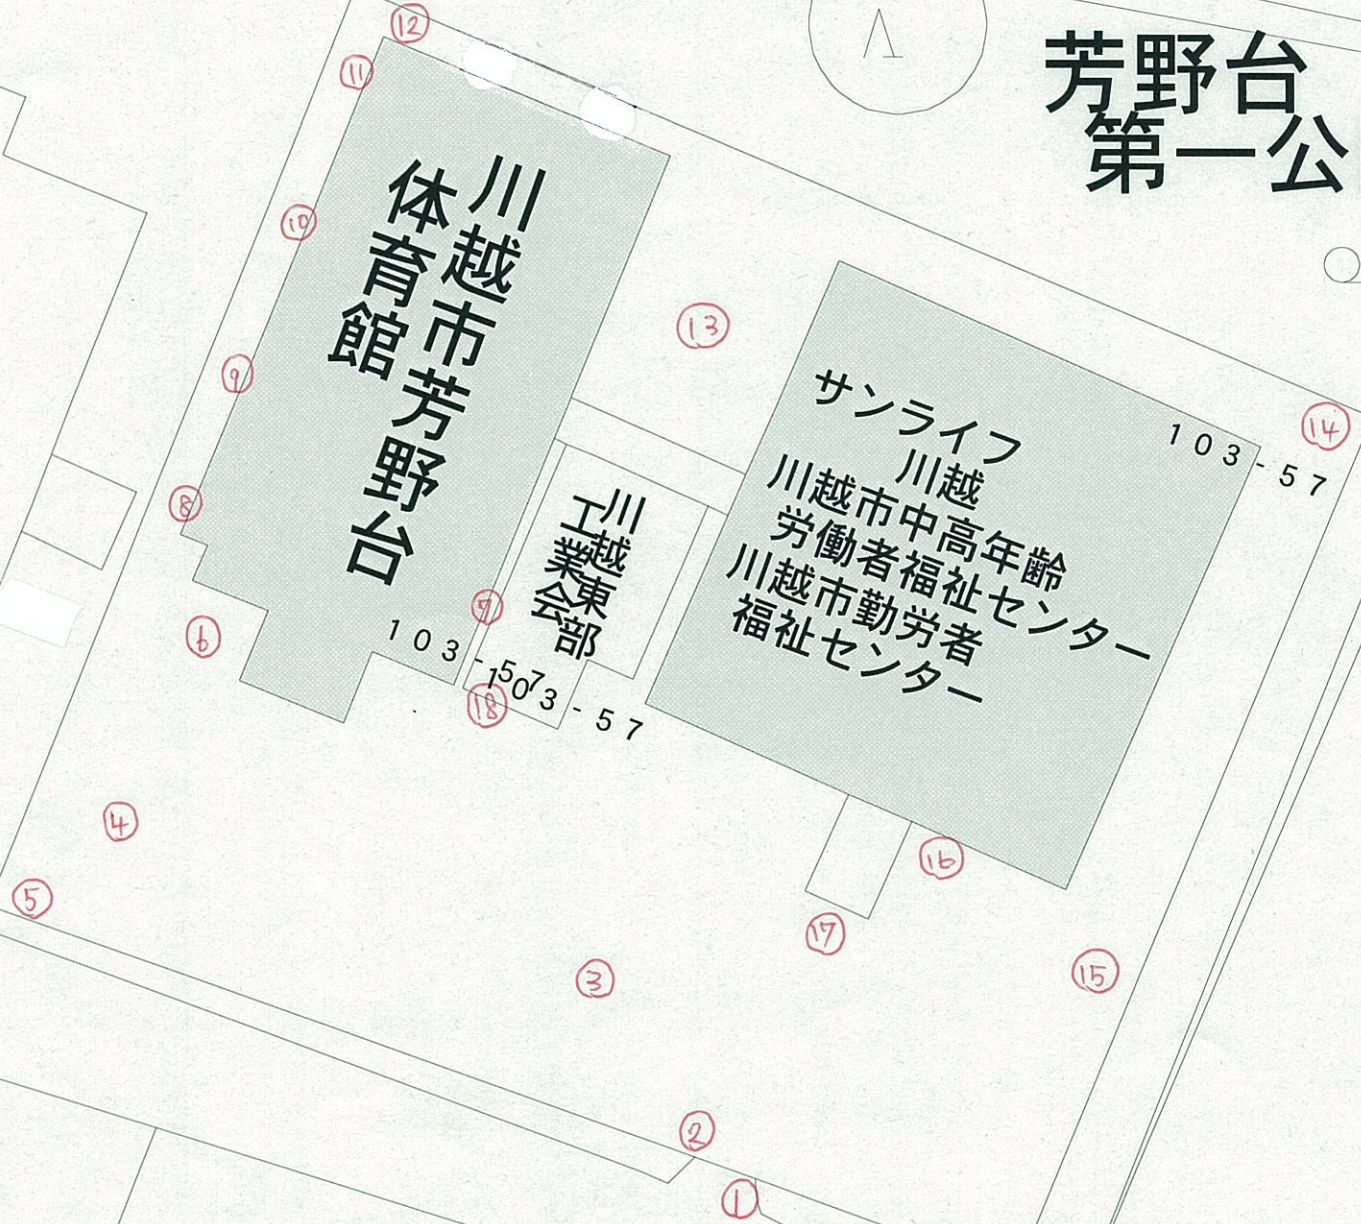 芳野台
第一公
川越市芳野台
体育館
103-57
川越東部
工業会
103-57
サンライフ
川越
川越市中高年齢
労働者福祉センター
川越市勤労者
福祉センター
103-57
⑫
⑪
⑩
⑨
⑧
⑥
⑦
⑱
⑬
⑭
④
⑤
③
⑯
⑰
⑮
②
①